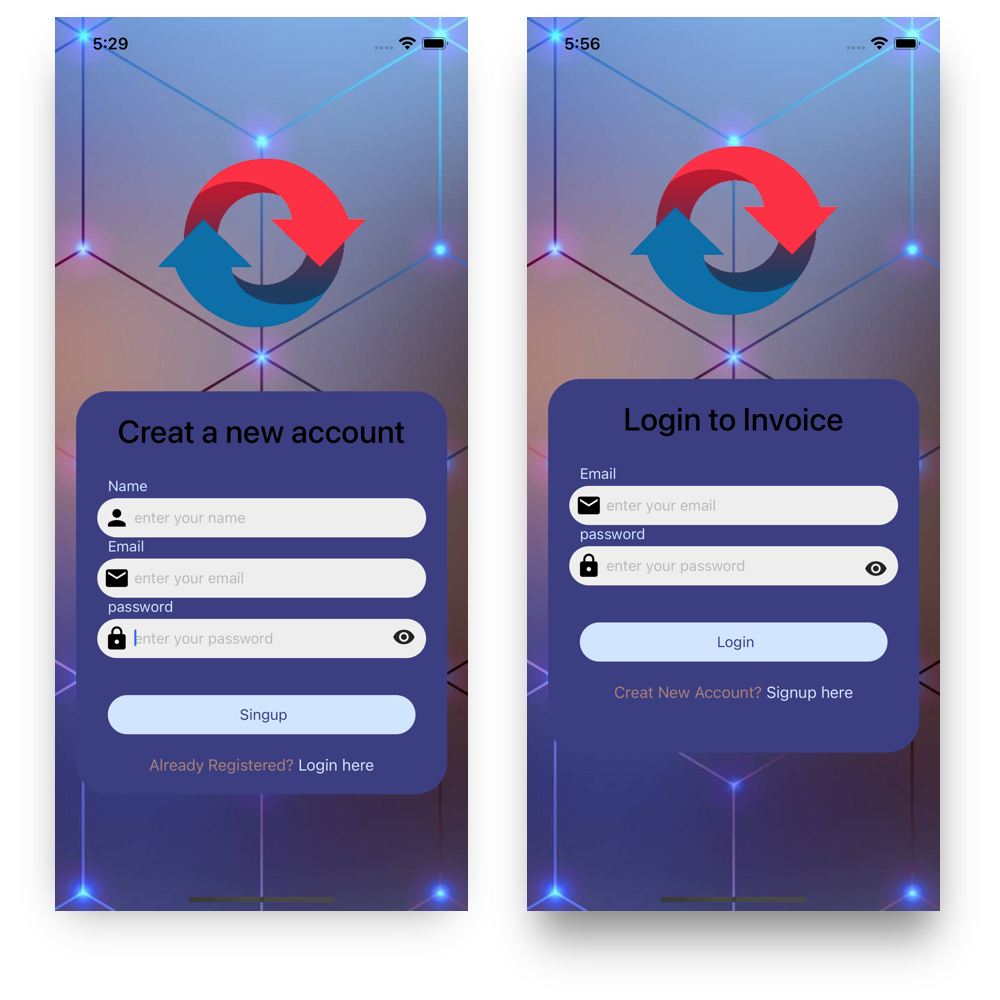 5:29
Creat a new account
Name
enter your name
Email
enter your email
password
enter your password
Singup
Already Registered? Login here
5:56
Login to Invoice
Email
enter your email
password
enter your password
Login
Creat New Account? Signup here